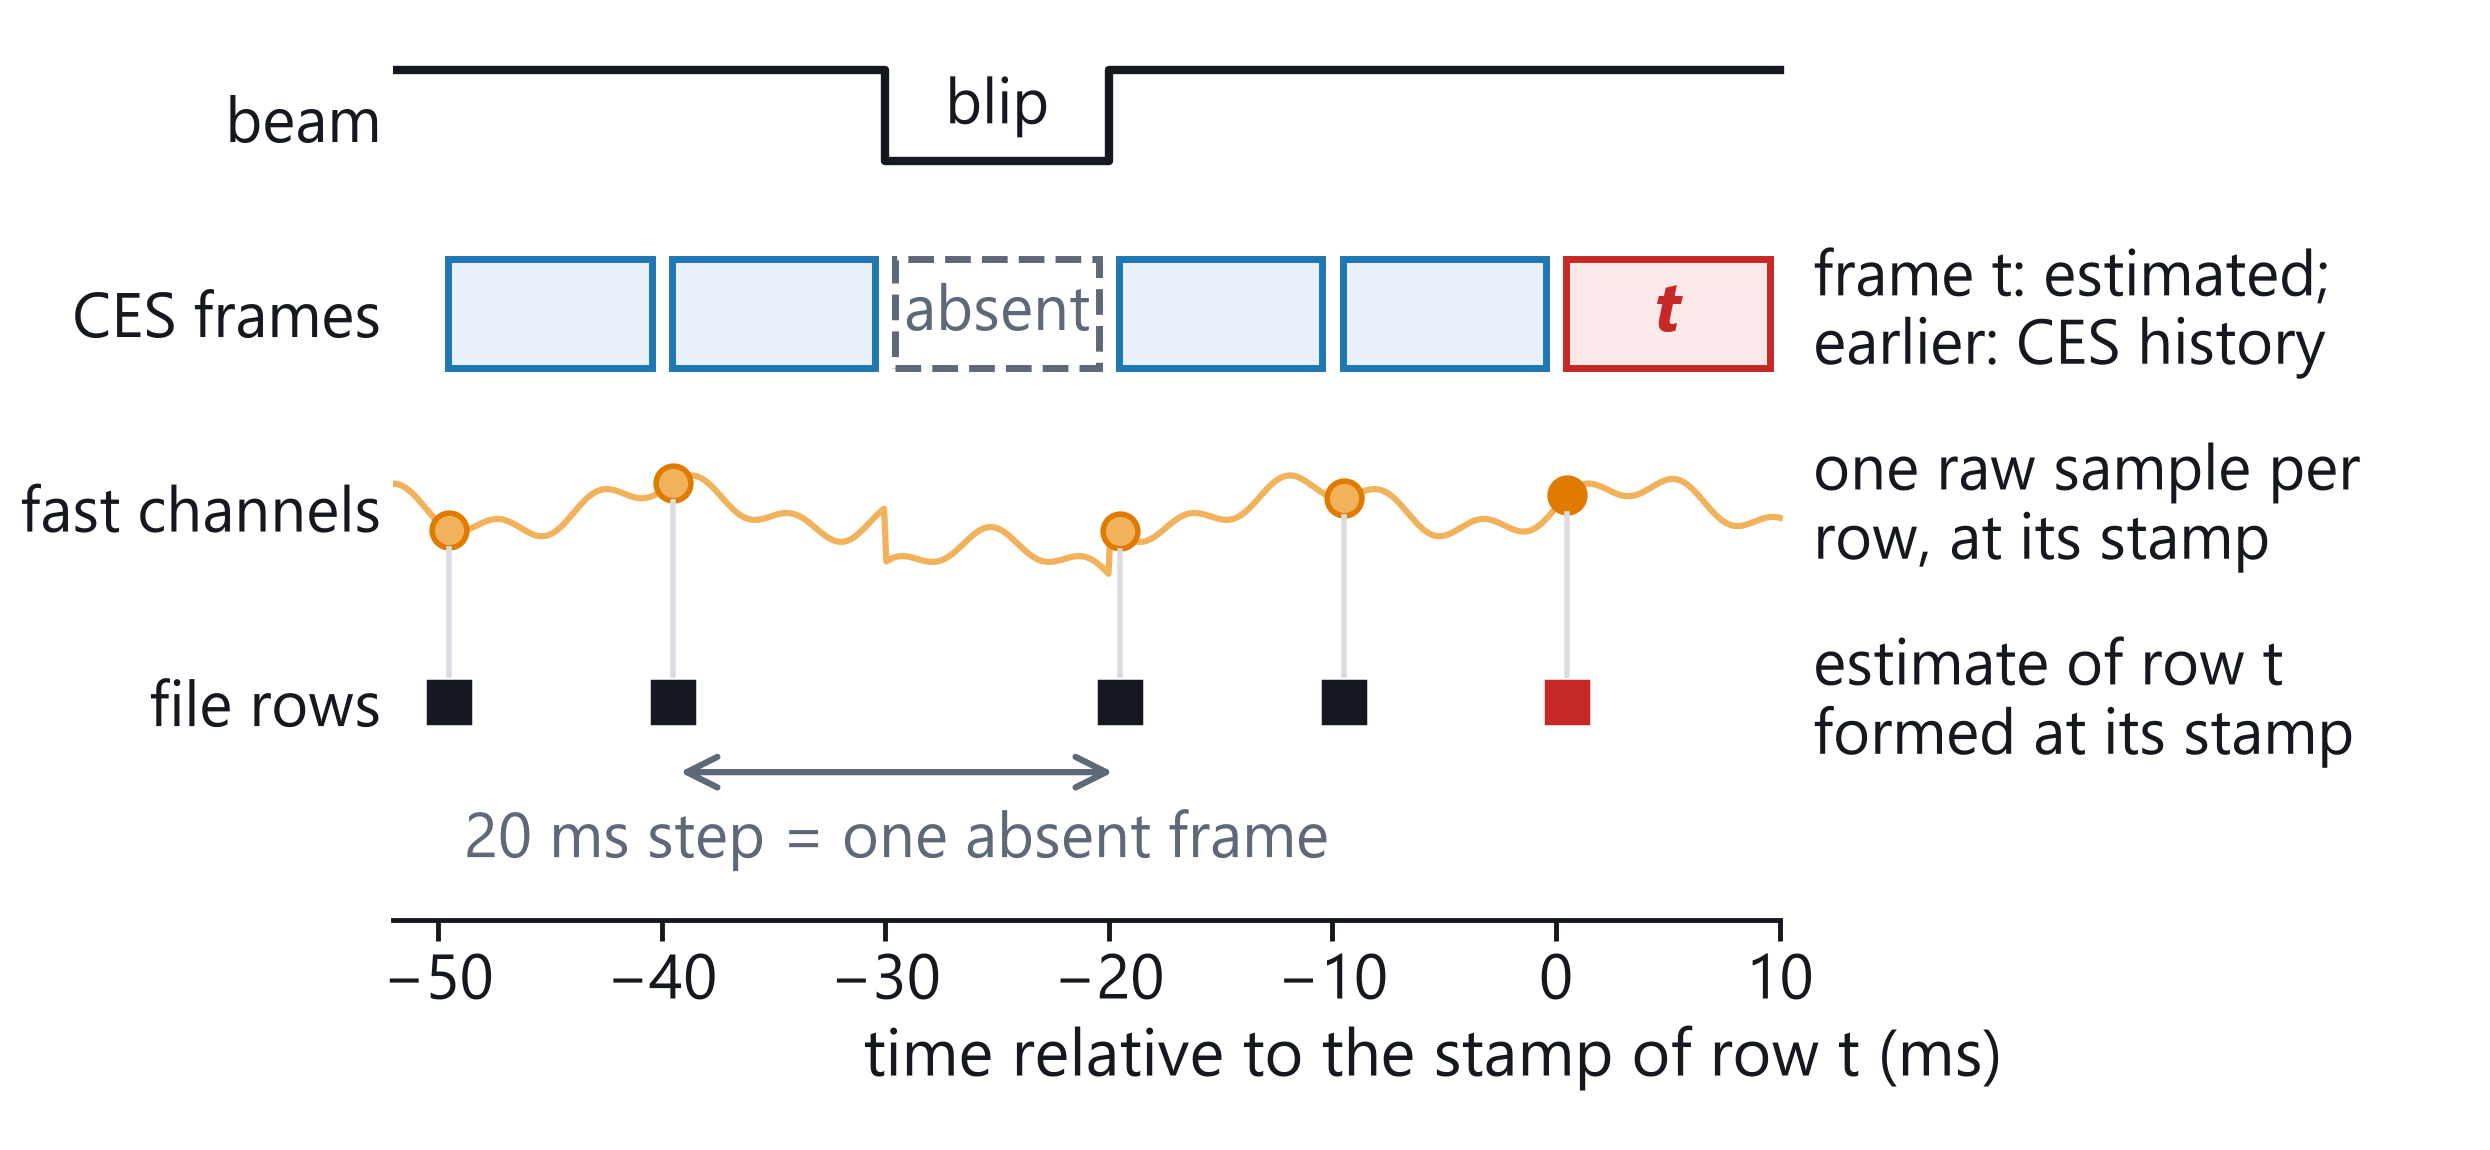 beam
blip
CES frames
absent
t
frame t: estimated;
earlier: CES history
fast channels
one raw sample per
row, at its stamp
file rows
estimate of row t
formed at its stamp
20 ms step = one absent frame
−50 −40 −30 −20 −10 0 10
time relative to the stamp of row t (ms)